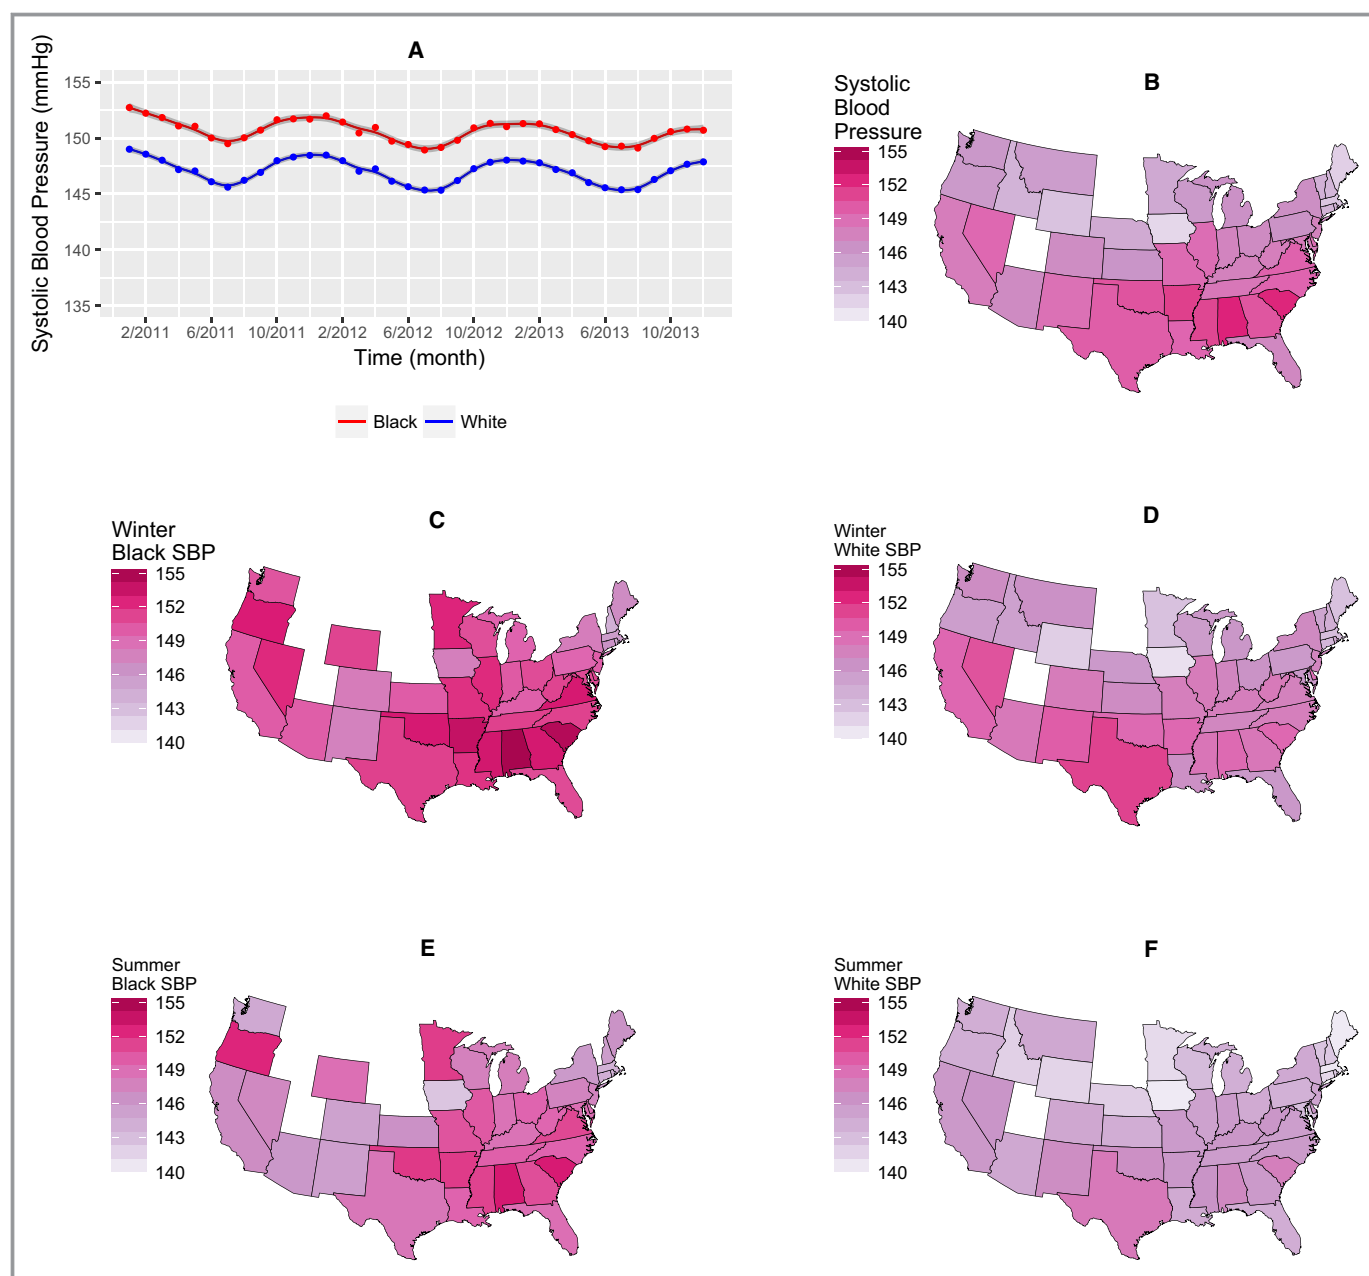 A
Systolic Blood Pressure (mmHg)
155
150
145
140
135
2/2011 6/2011 10/2011 2/2012 6/2012 10/2012 2/2013 6/2013 10/2013
Time (month)
Black White
B
Systolic
Blood
Pressure
155
152
149
146
143
140
C
Winter
Black SBP
155
152
149
146
143
140
D
Winter
White SBP
155
152
149
146
143
140
E
Summer
Black SBP
155
152
149
146
143
140
F
Summer
White SBP
155
152
149
146
143
140